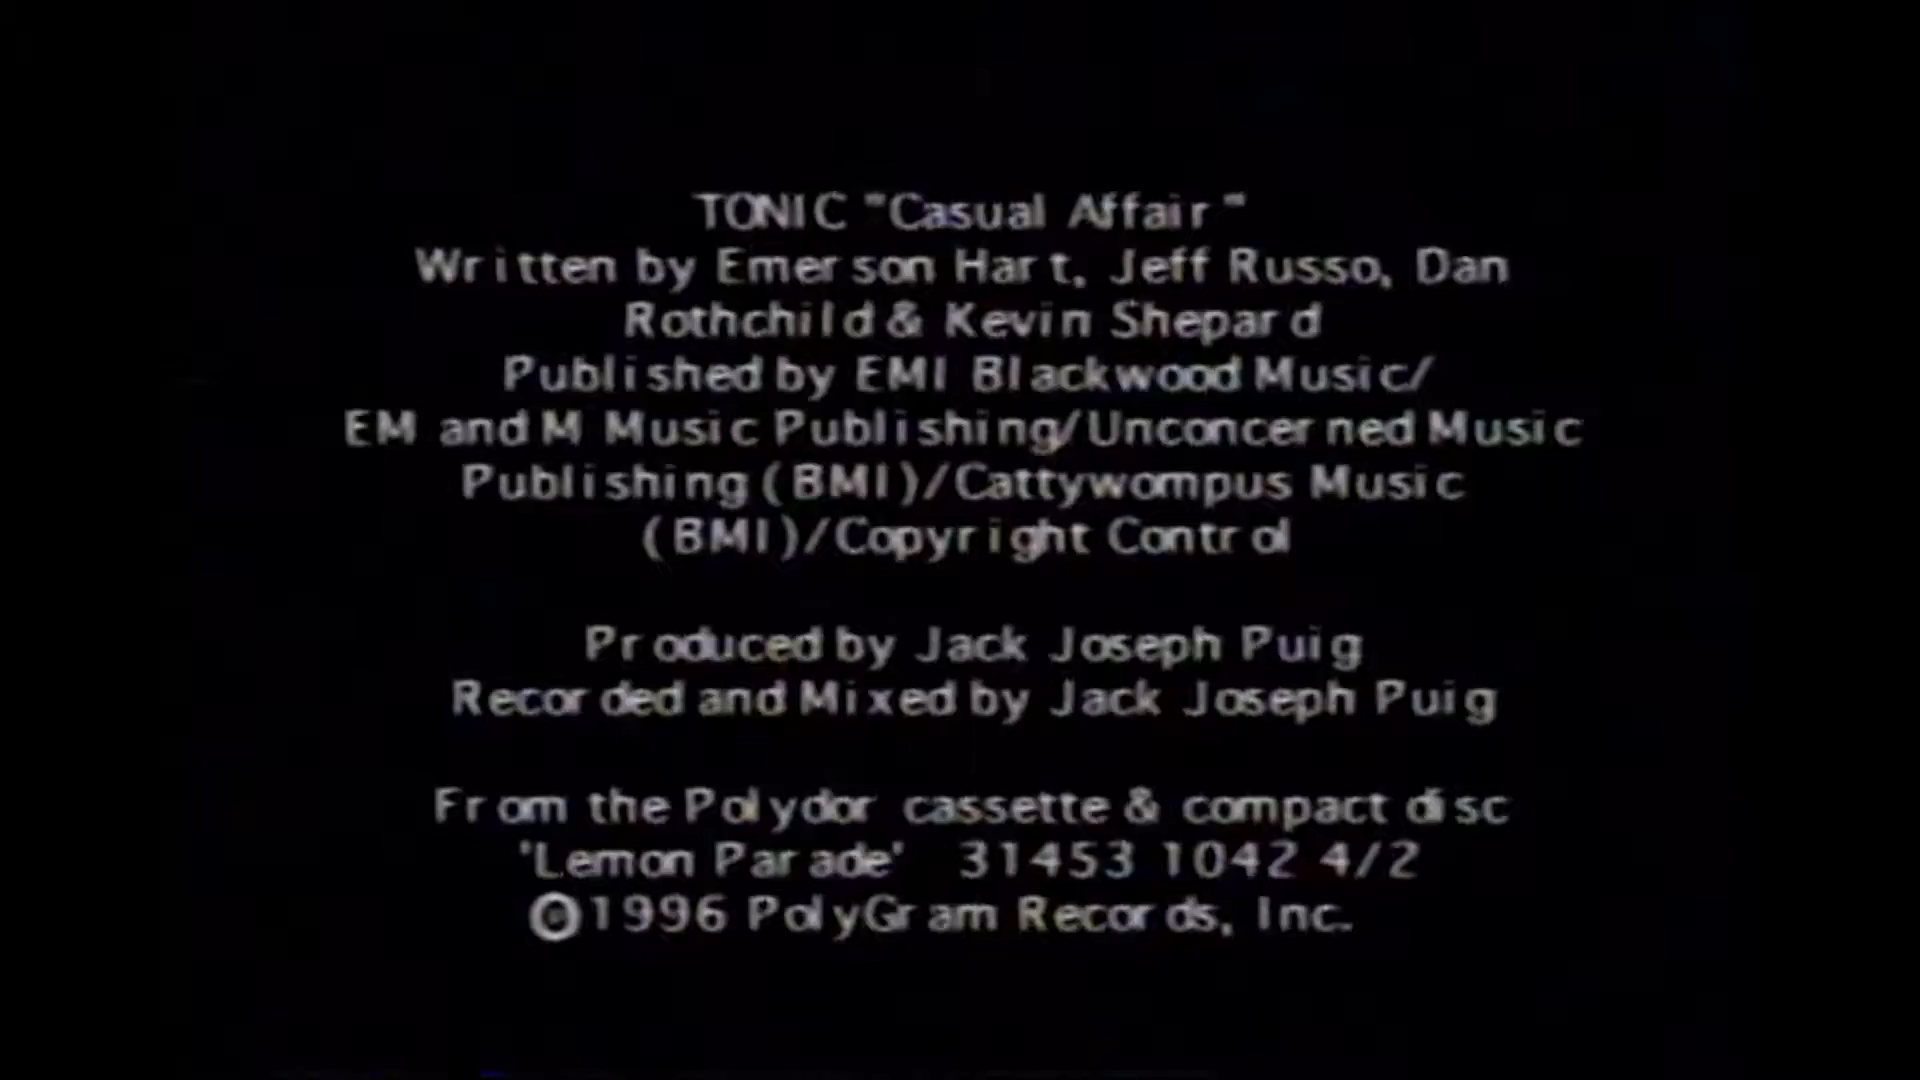 TONIC "Casual Affair"
Written by Emerson Hart, Jeff Russo, Dan
Rothchild & Kevin Shepard
Published by EMI Blackwood Music/
EM and M Music Publishing/Unconcerned Music
Publishing (BMI)/Cattywompus Music
(BMI)/Copyright Control
Produced by Jack Joseph Puig
Recorded and Mixed by Jack Joseph Puig
From the Polydor cassette & compact disc
'Lemon Parade' 31453 1042 4/2
©1996 PolyGram Records, Inc.